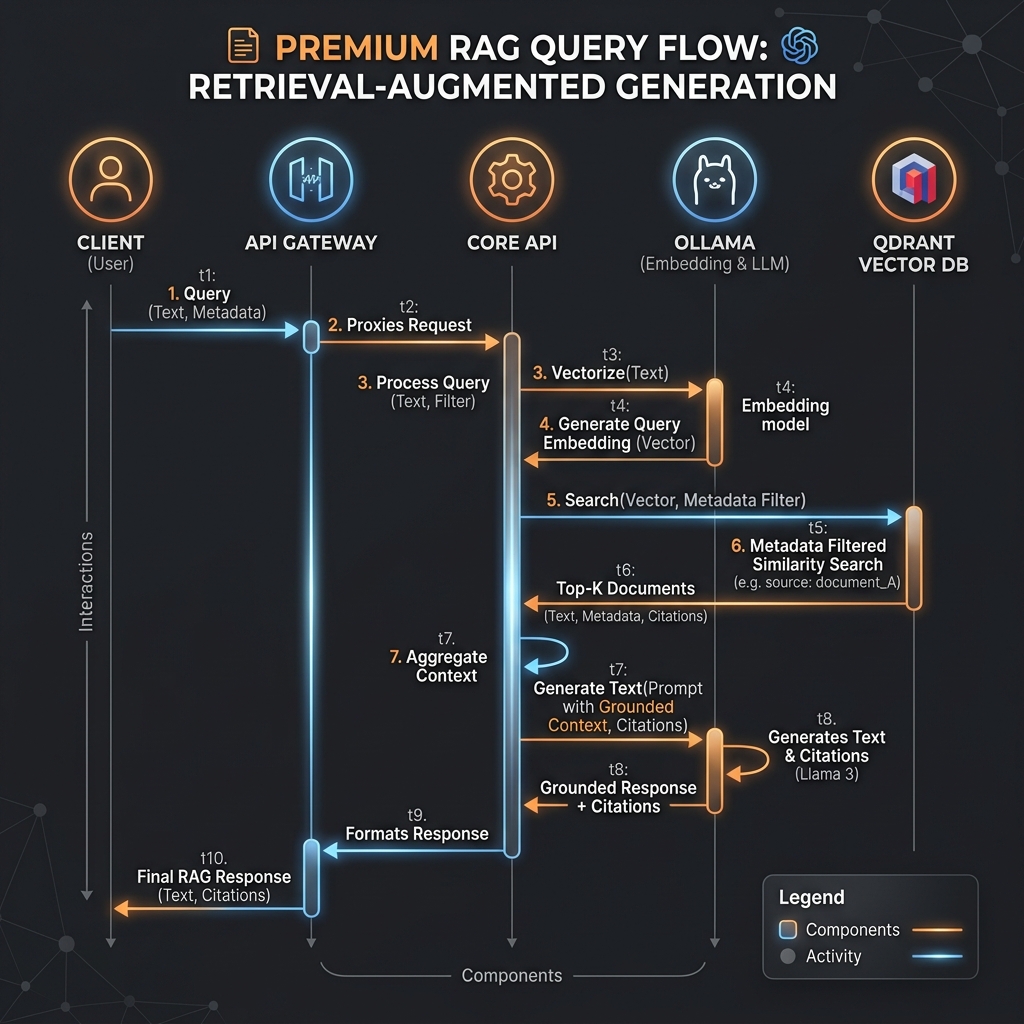 PREMIUM RAG QUERY FLOW:
RETRIEVAL-AUGMENTED GENERATION
CLIENT
(User)
API GATEWAY
CORE API
OLLAMA
(Embedding & LLM)
QDRANT
VECTOR DB
t1:
1. Query
(Text, Metadata)
t2:
2. Proxies Request
3. Process Query
(Text, Filter)
t3:
3. Vectorize(Text)
t4:
4. Generate Query
Embedding (Vector)
t4:
Embedding
model
5. Search(Vector, Metadata Filter)
t5:
6. Metadata Filtered
Similarity Search
(e.g. source: document_A)
t6:
Top-K Documents
(Text, Metadata, Citations)
Interactions
t7.
7. Aggregate
Context
t7:
Generate Text(Prompt
with Grounded
Context, Citations)
t8.
Generates Text
& Citations
(Llama 3)
t8:
Grounded Response
+ Citations
t9.
Formats Response
t10.
Final RAG Response
(Text, Citations)
Legend
Components
Activity
Components